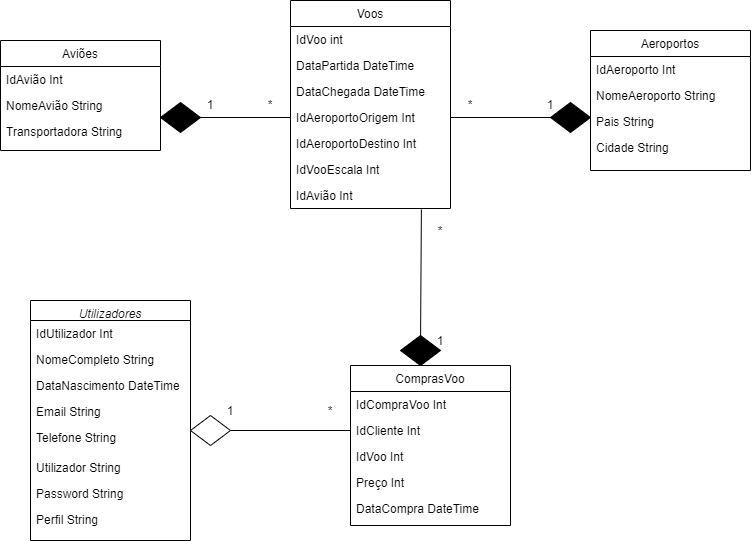 Voos
IdVoo int
DataPartida DateTime
DataChegada DateTime
IdAeroportoOrigem Int
IdAeroportoDestino Int
IdVooEscala Int
IdAvião Int
Aviões
IdAvião Int
NomeAvião String
Transportadora String
1
*
*
1
Aeroportos
IdAeroporto Int
NomeAeroporto String
Pais String
Cidade String
*
1
Utilizadores
IdUtilizador Int
NomeCompleto String
DataNascimento DateTime
Email String
Telefone String
Utilizador String
Password String
Perfil String
1
*
ComprasVoo
IdCompraVoo Int
IdCliente Int
IdVoo Int
Preço Int
DataCompra DateTime